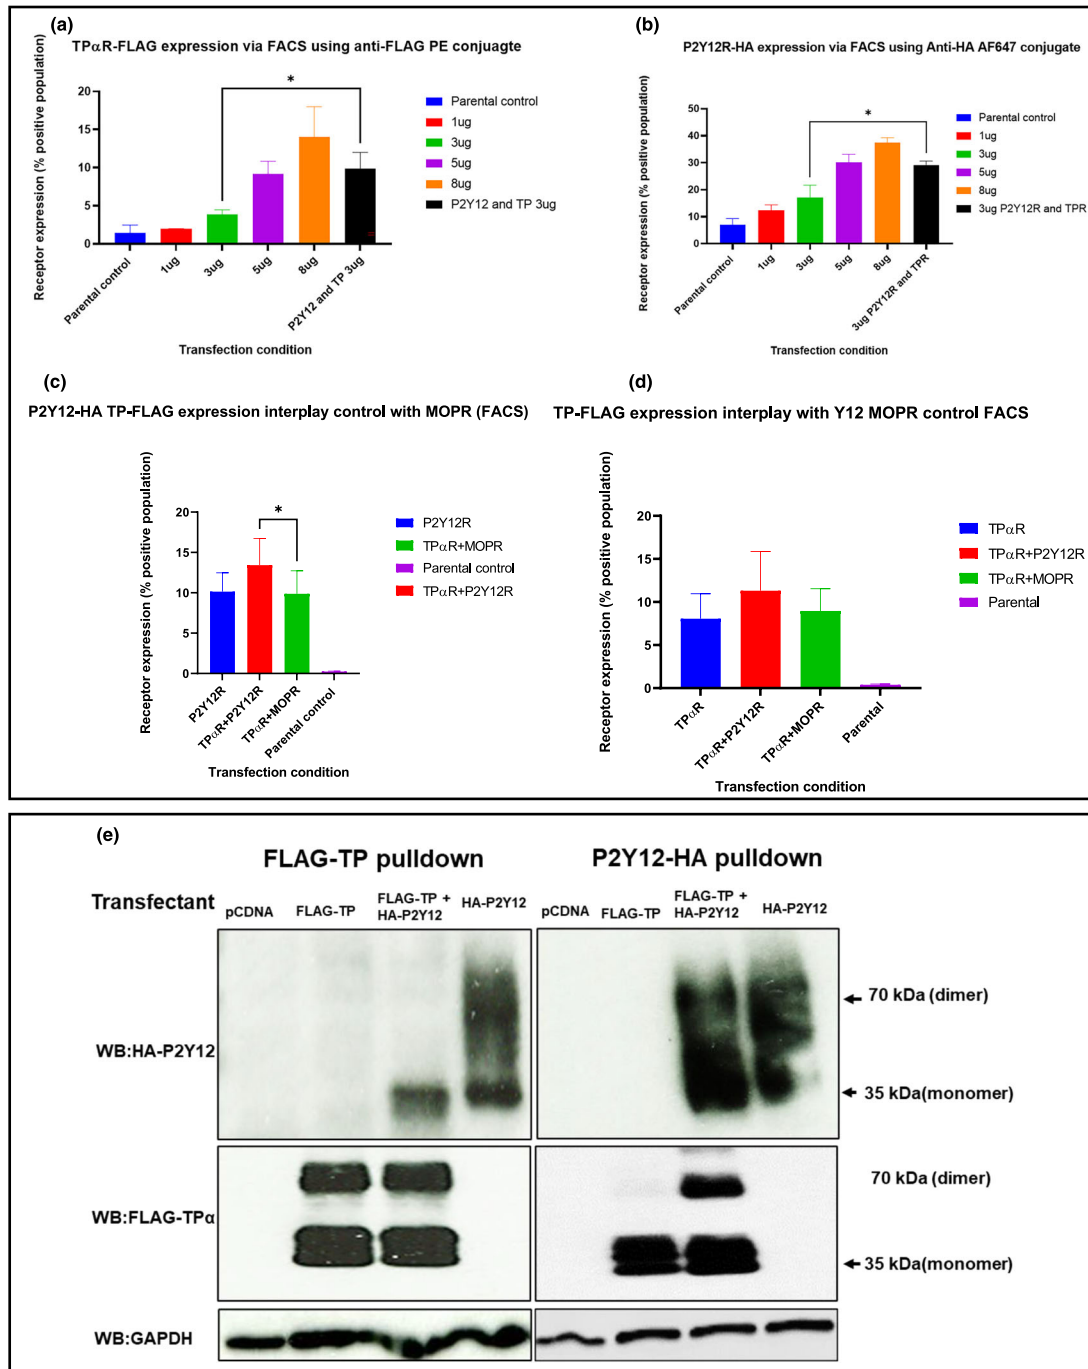 (a)
TPαR-FLAG expression via FACS using anti-FLAG PE conjuagte
Receptor expression (% positive population)
20
15
10
5
0
*
Parental control
1ug
3ug
5ug
8ug
P2Y12 and TP 3ug
Parental control
1ug
3ug
5ug
8ug
P2Y12 and TP 3ug
Transfection condition
(b)
P2Y12R-HA expression via FACS using Anti-HA AF647 conjugate
Receptor expression (% positive population)
50
40
30
20
10
0
*
Parental control
1ug
3ug
5ug
8ug
3ug P2Y12R and TPR
Parental control
1ug
3ug
5ug
8ug
3ug P2Y12R and TPR
Transfection condition
(c)
P2Y12-HA TP-FLAG expression interplay control with MOPR (FACS)
Receptor expression (% positive population)
20
15
10
5
0
*
P2Y12R
TPαR+MOPR
Parental control
TPαR+P2Y12R
P2Y12R
TPαR+P2Y12R
TPαR+MOPR
Parental control
Transfection condition
(d)
TP-FLAG expression interplay with Y12 MOPR control FACS
Receptor expression (% positive population)
20
15
10
5
0
TPαR
TPαR+P2Y12R
TPαR+MOPR
Parental
TPαR
TPαR+P2Y12R
TPαR+MOPR
Parental
Transfection condition
(e)
FLAG-TP pulldown
P2Y12-HA pulldown
Transfectant
pCDNA
FLAG-TP
FLAG-TP +
HA-P2Y12
HA-P2Y12
pCDNA
FLAG-TP
FLAG-TP +
HA-P2Y12
HA-P2Y12
WB:HA-P2Y12
70 kDa (dimer)
35 kDa(monomer)
WB:FLAG-TPα
70 kDa (dimer)
35 kDa(monomer)
WB:GAPDH